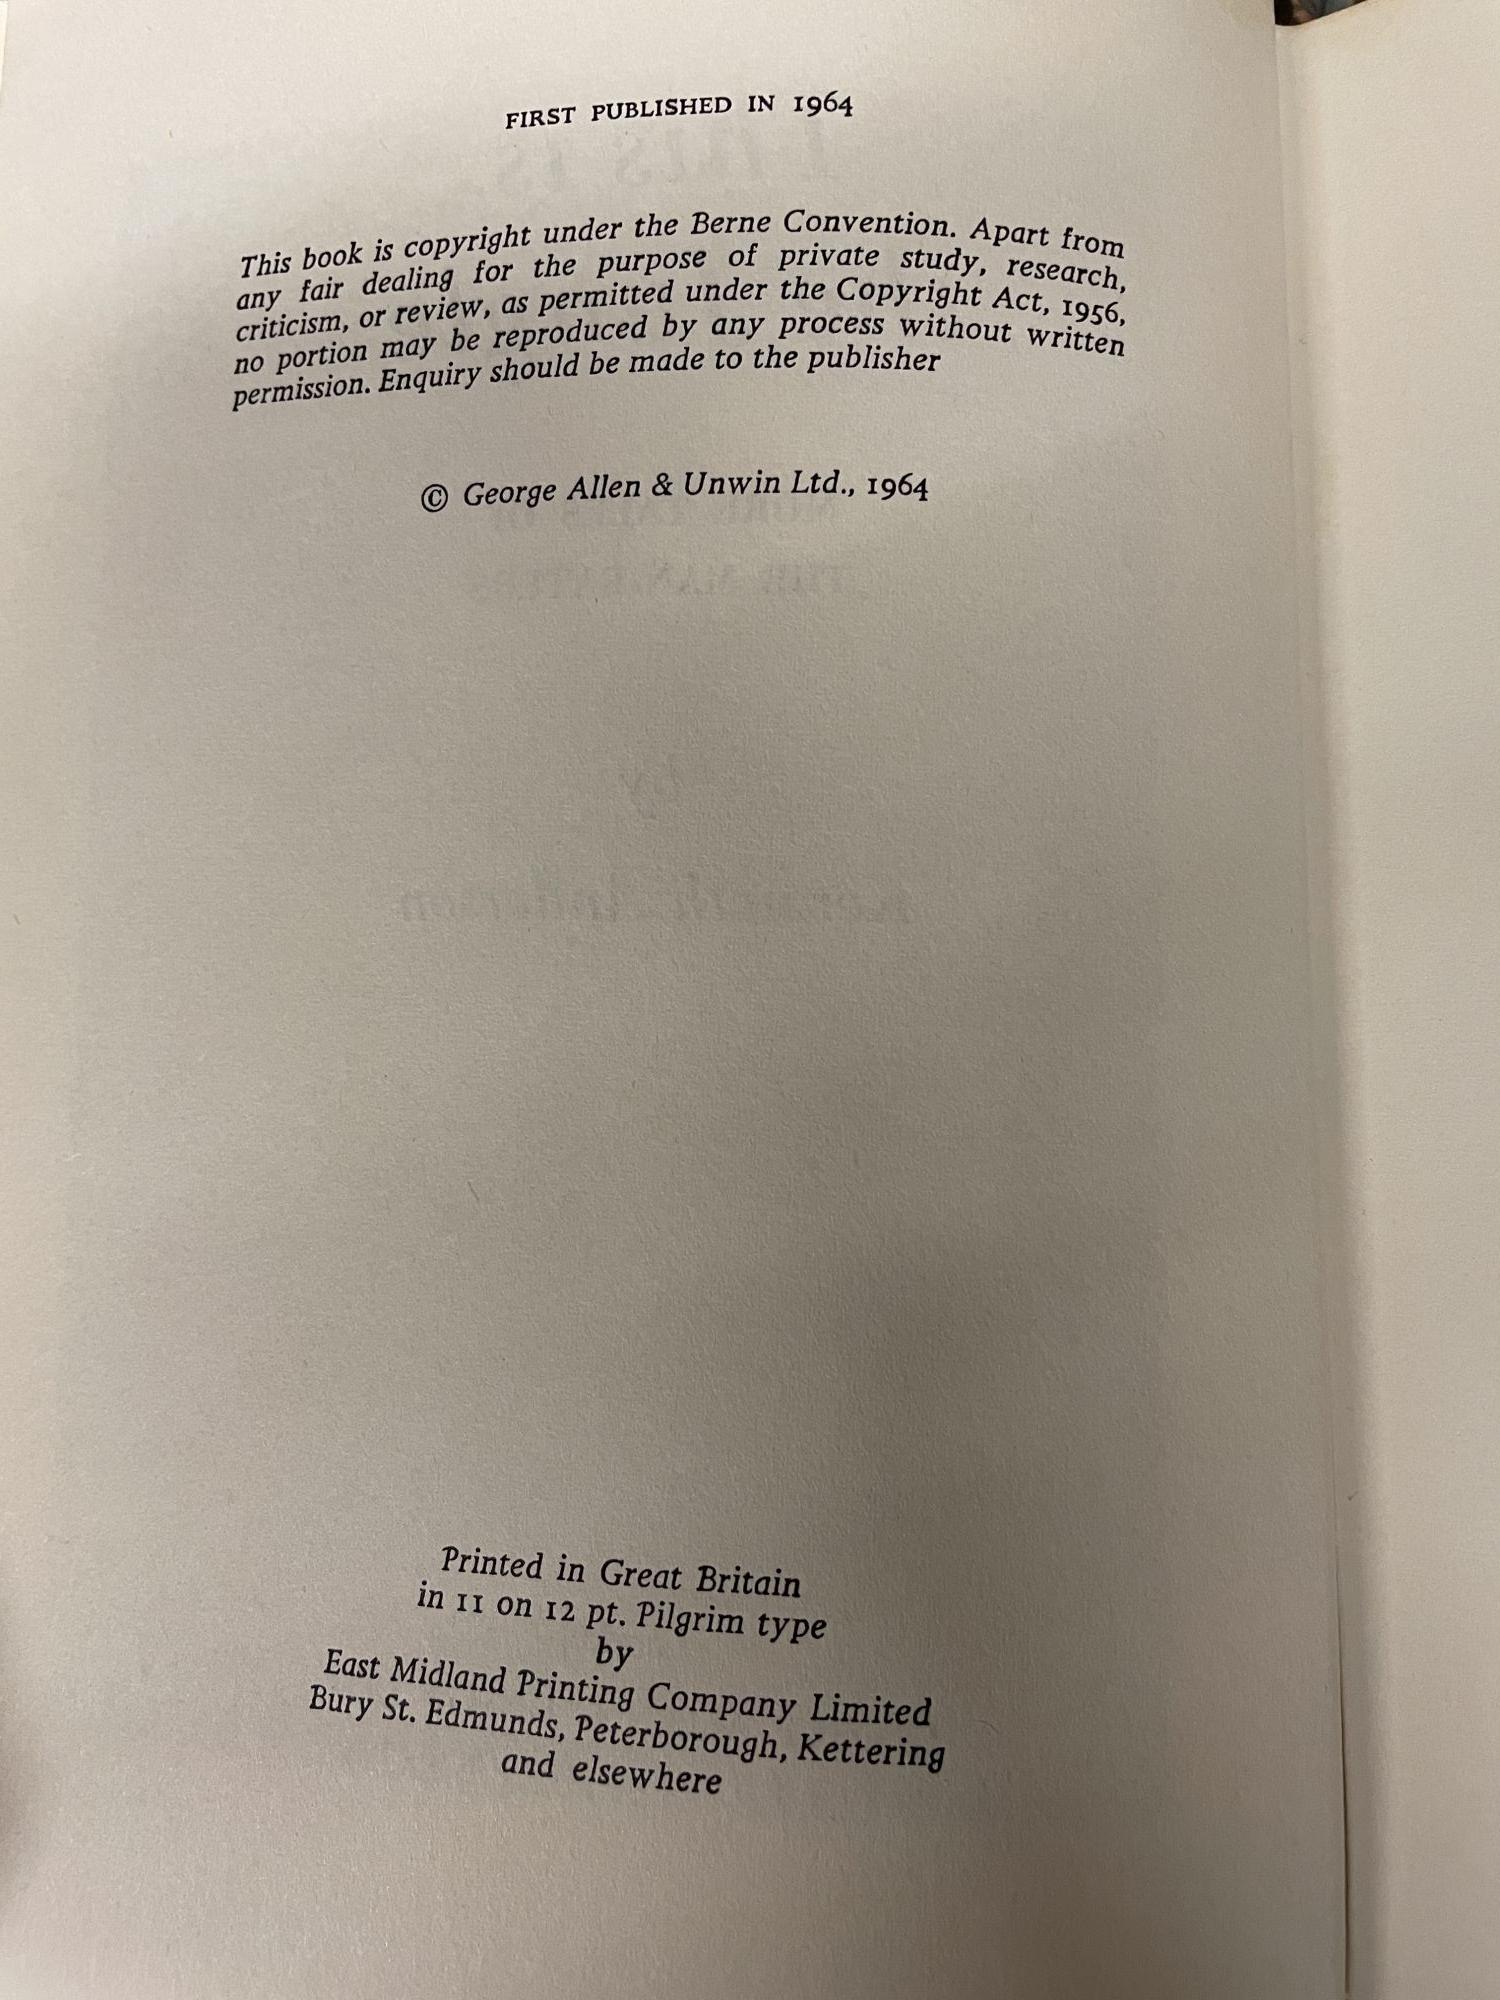 FIRST PUBLISHED IN 1964
This book is copyright under the Berne Convention. Apart from
any fair dealing for the purpose of private study, research,
criticism, or review, as permitted under the Copyright Act, 1956,
no portion may be reproduced by any process without written
permission. Enquiry should be made to the publisher
© George Allen & Unwin Ltd., 1964
Printed in Great Britain
in 11 on 12 pt. Pilgrim type
by
East Midland Printing Company Limited
Bury St. Edmunds, Peterborough, Kettering
and elsewhere